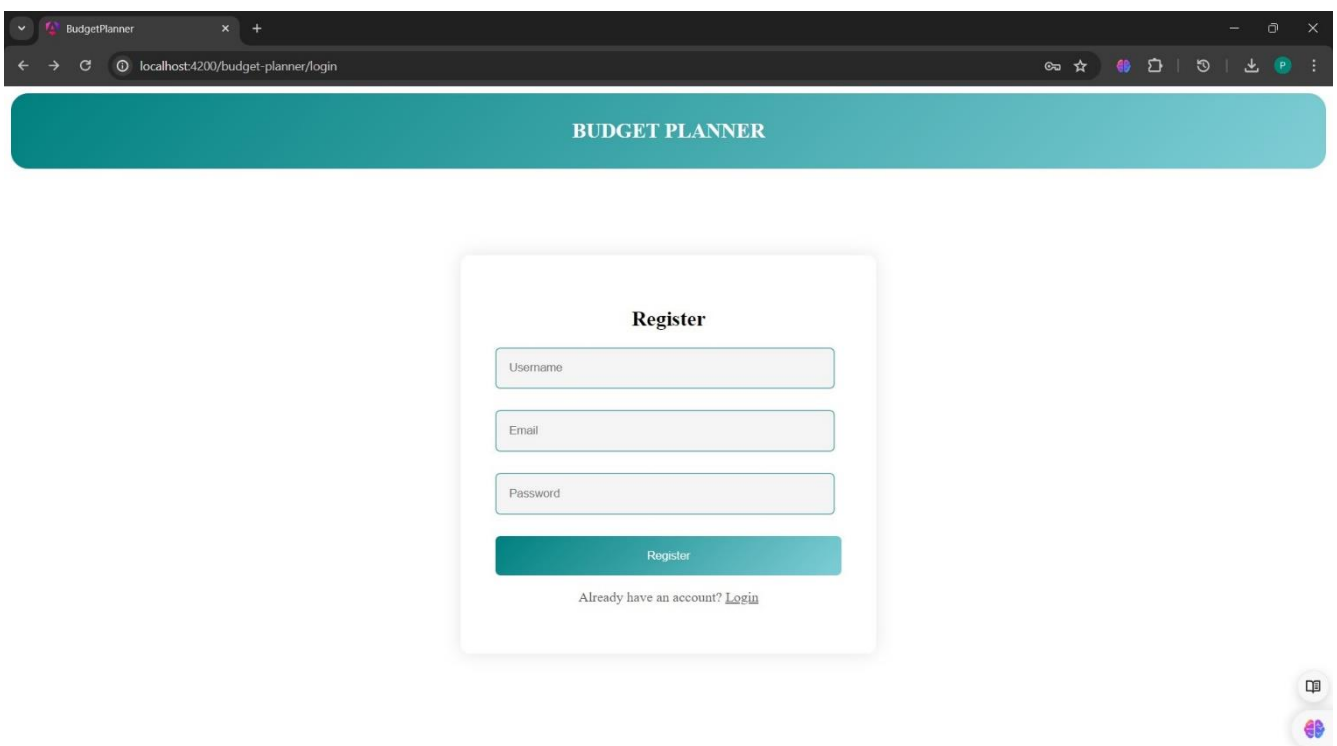 BudgetPlanner
localhost:4200/budget-planner/login
P
BUDGET PLANNER
Register
Username
Email
Password
Register
Already have an account? Login